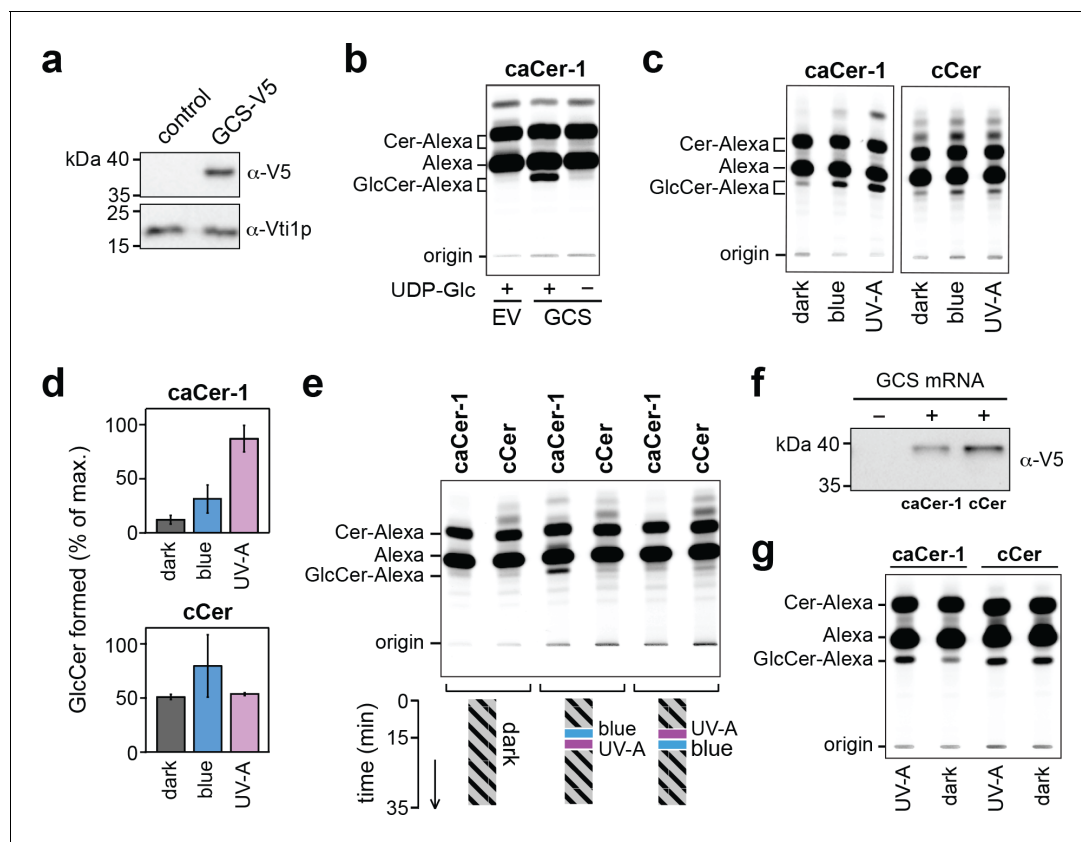 a
control
GCS-V5
kDa 40
35
α-V5
25
15
α-Vti1p
b
caCer-1
Cer-Alexa
Alexa
GlcCer-Alexa
origin
UDP-Glc + + −
EV GCS
c
caCer-1 cCer
Cer-Alexa
Alexa
GlcCer-Alexa
origin
dark blue UV-A dark blue UV-A
d
GlcCer formed (% of max.)
caCer-1
100
50
0
dark blue UV-A
cCer
100
50
0
dark blue UV-A
e
caCer-1 cCer caCer-1 cCer caCer-1 cCer
Cer-Alexa
Alexa
GlcCer-Alexa
origin
time (min)
0
15
35
dark
blue
UV-A
UV-A
blue
f
GCS mRNA
− + +
kDa 40
35
α-V5
caCer-1 cCer
g
caCer-1 cCer
Cer-Alexa
Alexa
GlcCer-Alexa
origin
UV-A dark UV-A dark